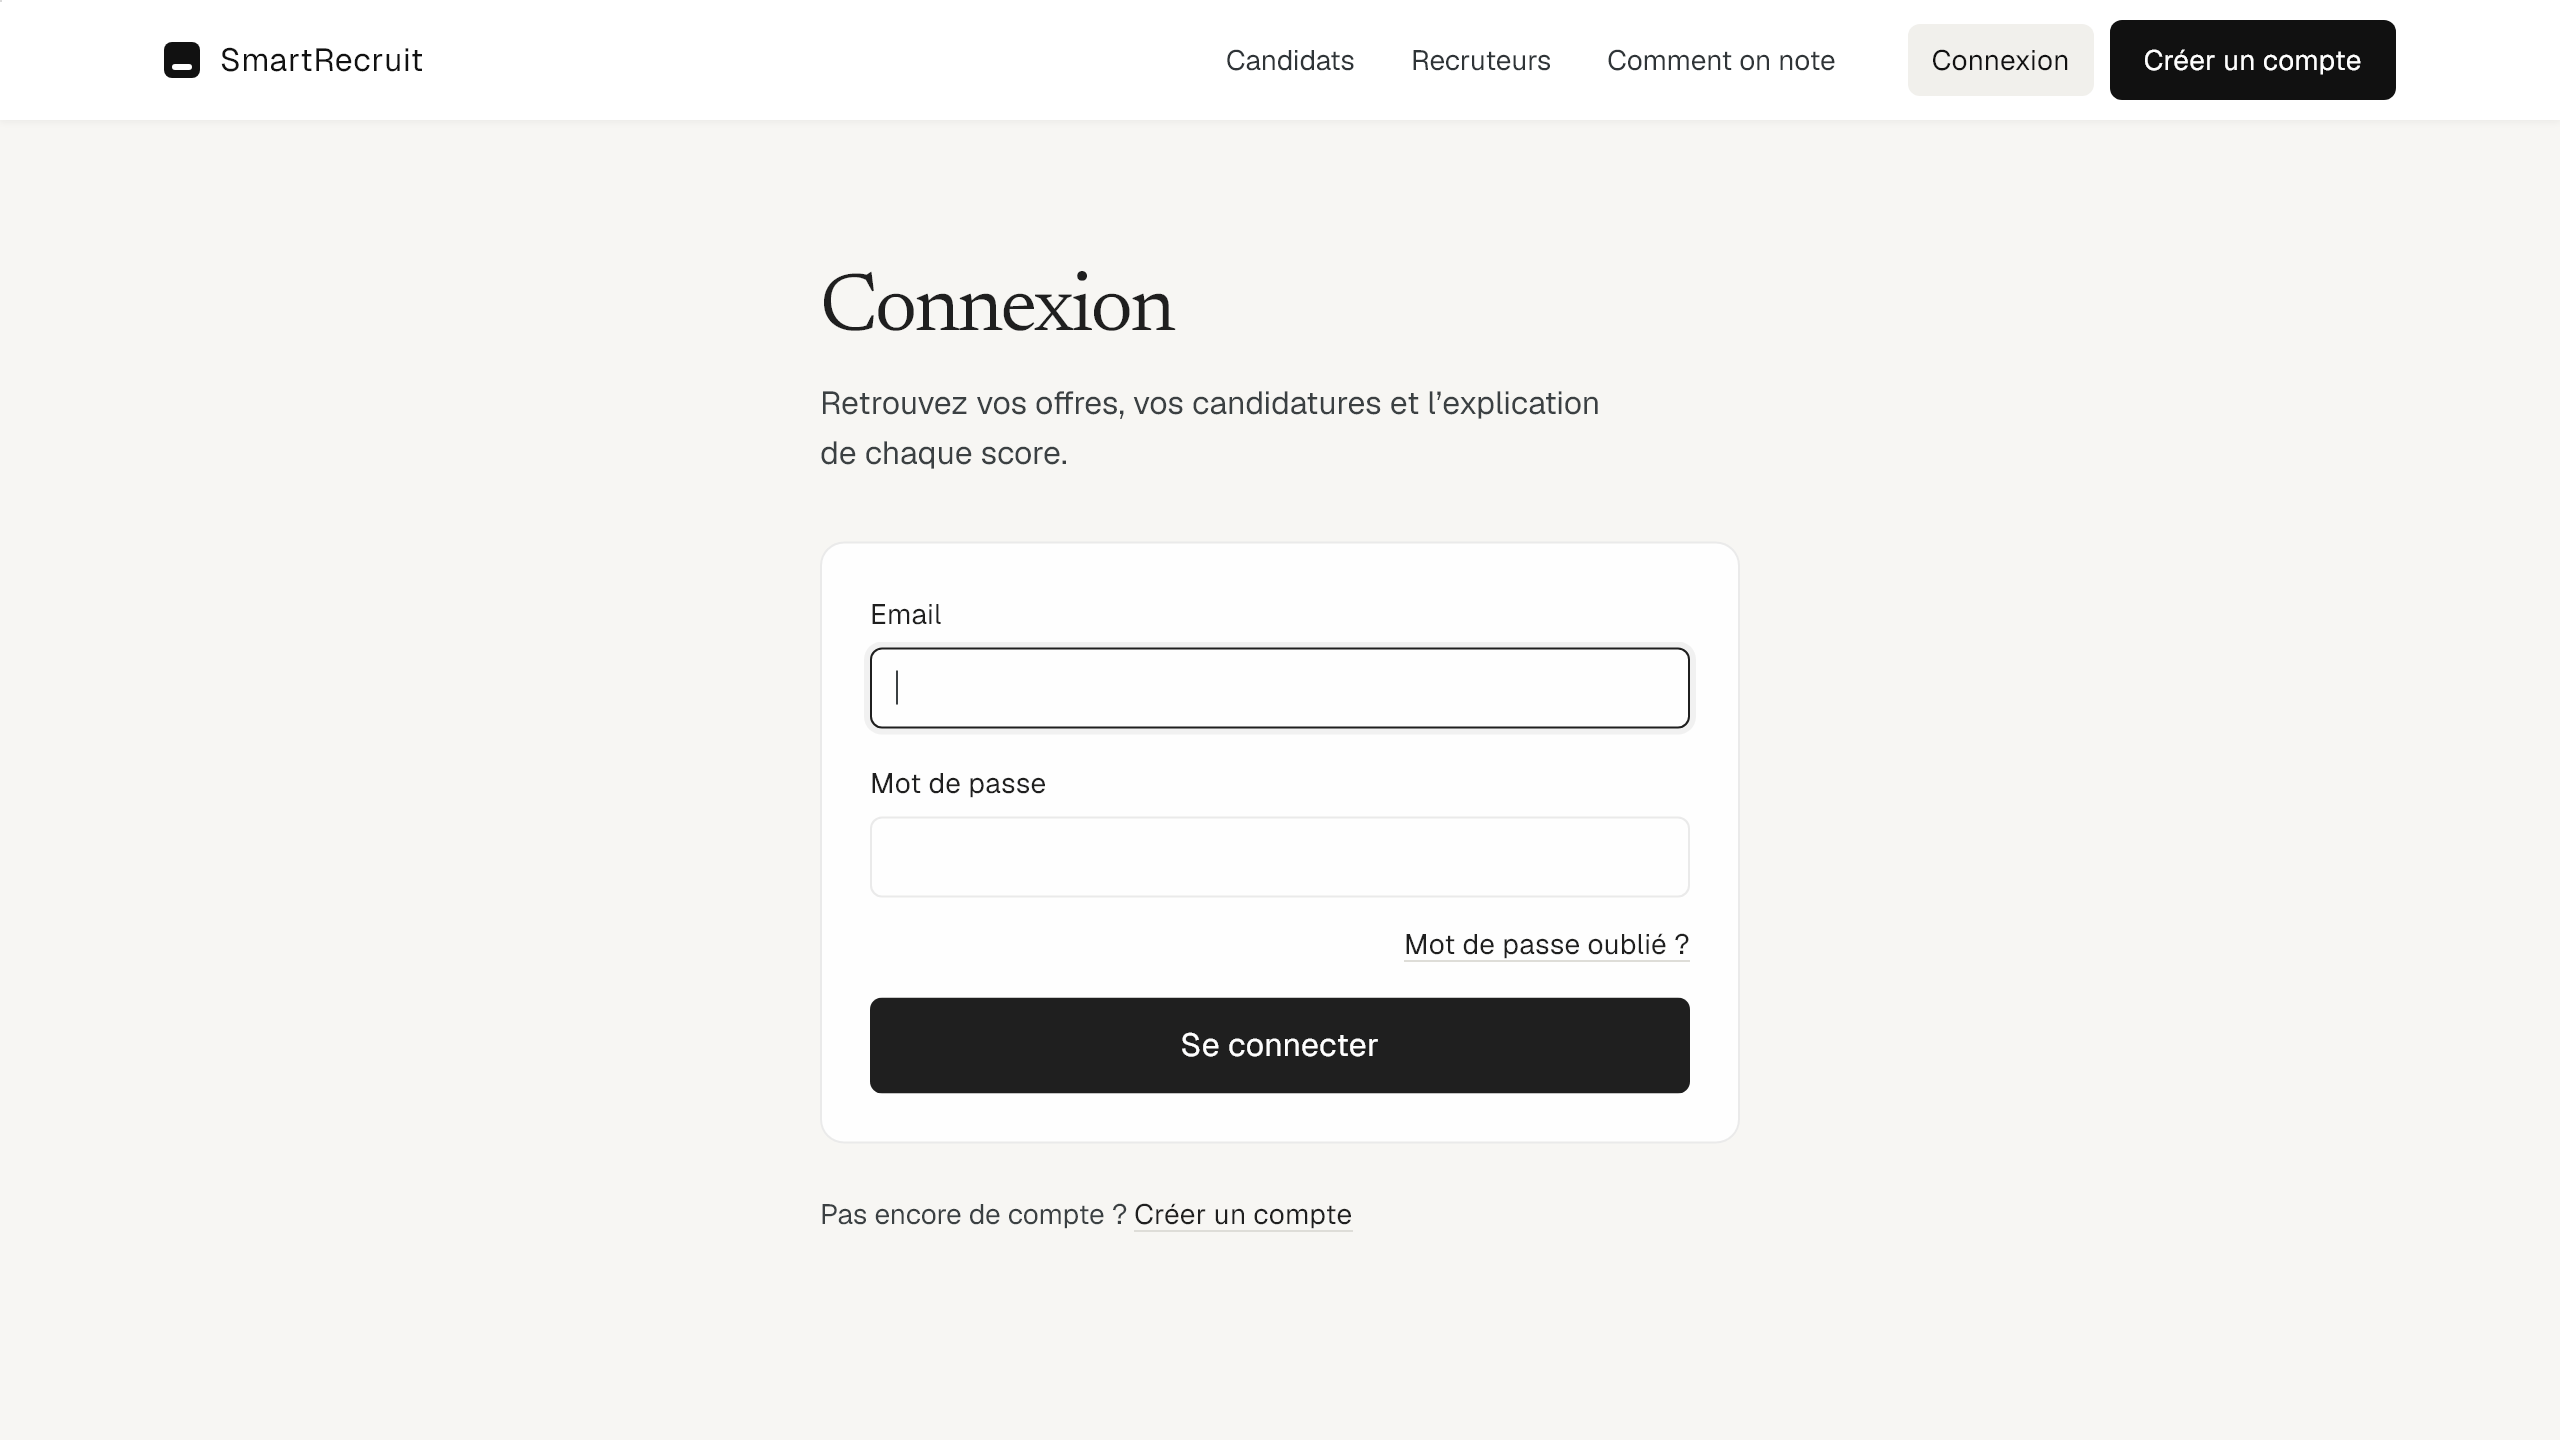 SmartRecruit
Candidats
Recruteurs
Comment on note
Connexion
Créer un compte
Connexion
Retrouvez vos offres, vos candidatures et l’explication
de chaque score.
Email
Mot de passe
Mot de passe oublié ?
Se connecter
Pas encore de compte ? Créer un compte